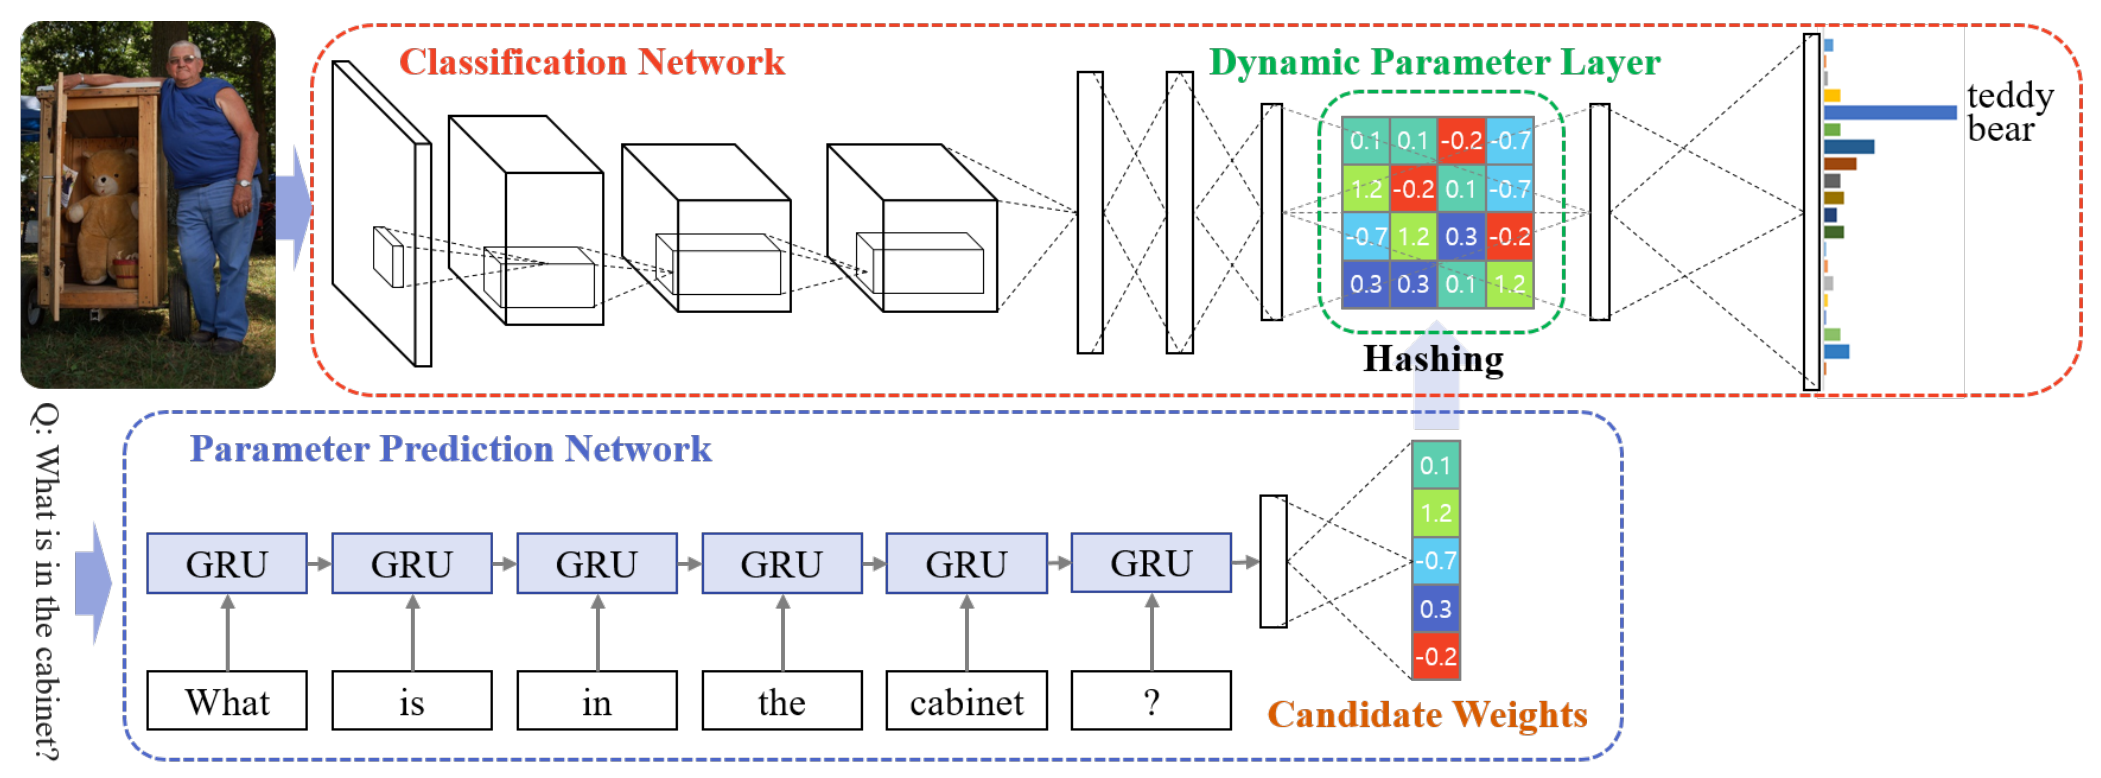 Classification Network
Dynamic Parameter Layer
0.1 0.1 -0.2 -0.7
1.2 -0.2 0.1 -0.7
-0.7 1.2 0.3 -0.2
0.3 0.3 0.1 1.2
teddy
bear
Hashing
Q: What is in the cabinet?
Parameter Prediction Network
GRU GRU GRU GRU GRU GRU
What is in the cabinet ?
0.1
1.2
-0.7
0.3
-0.2
Candidate Weights